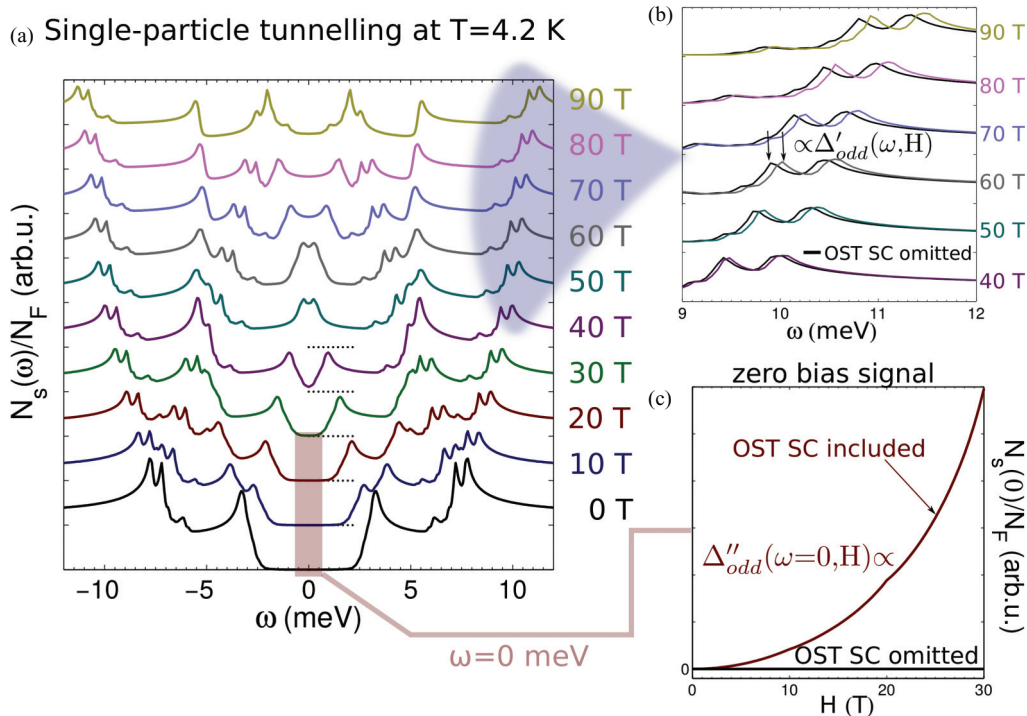 (a) Single-particle tunnelling at T=4.2 K
N_s(ω)/N_F (arb.u.)
90 T
80 T
70 T
60 T
50 T
40 T
30 T
20 T
10 T
0 T
−10 −5 0 5 10
ω (meV)
ω=0 meV
(b)
90 T
80 T
70 T
∝Δ′_odd(ω,H)
60 T
50 T
OST SC omitted
40 T
9 10 11 12
ω (meV)
zero bias signal
(c)
OST SC included
Δ″_odd(ω=0,H)∝
OST SC omitted
N_s(0)/N_F (arb.u.)
0
0 10 20 30
H (T)